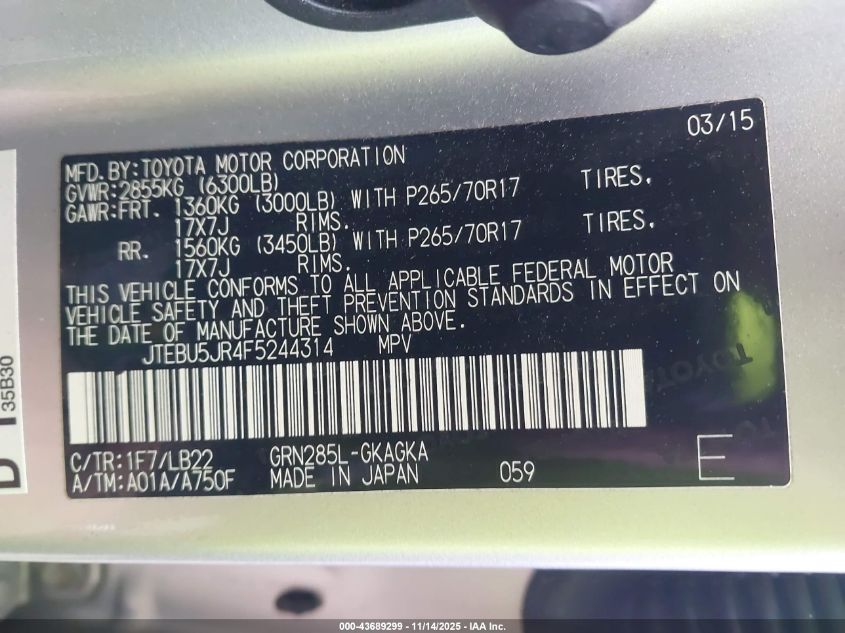 03/15
MFD.BY:TOYOTA MOTOR CORPORATION
GVWR:2855KG (6300LB)
GAWR:FRT. 1360KG (3000LB) WITH P265/70R17 TIRES.
17X7J RIMS.
RR. 1560KG (3450LB) WITH P265/70R17 TIRES.
17X7J RIMS.
THIS VEHICLE CONFORMS TO ALL APPLICABLE FEDERAL MOTOR
VEHICLE SAFETY AND THEFT PREVENTION STANDARDS IN EFFECT ON
THE DATE OF MANUFACTURE SHOWN ABOVE.
JTEBU5JR4F5244314 MPV
C/TR:1F7/LB22 GRN285L-GKAGKA
A/TM:A01A/A750F MADE IN JAPAN 059 E
35B30
TOYOTA
000-43689299 - 11/14/2025 - IAA Inc.